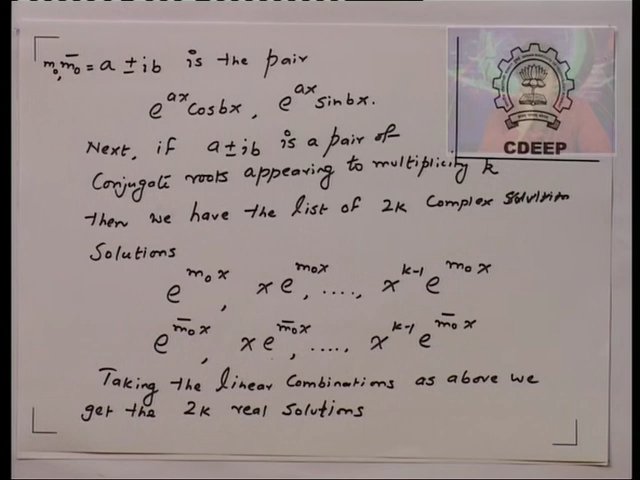 m₀, m̄₀ = a ± ib is the pair
e^{ax} cosbx, e^{ax} sinbx.
Next, if a ± ib is a pair of
Conjugate roots appearing to multiplicity k
then we have the list of 2k Complex
Solutions
e^{m₀x}, xe^{m₀x}, ...., x^{k-1} e^{m₀x}
e^{m̄₀x}, xe^{m̄₀x}, .... x^{k-1} e^{m̄₀x}
Taking the linear Combinations as above we
get the 2k real Solutions
CDEEP